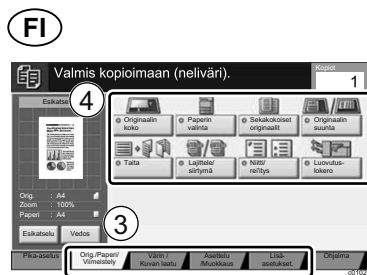 FI
Valmis kopioimaan (neliväri).
Kopiot
1
Esikatse
4
Originaalin
koko
Paperin
valinta
Sekakokoiset
originaalit
Originaalin
suunta
Taita
Lajittele/
siirtymä
Niitti/
rei'itys
Luovutus-
lokero
Orig. : A4
Zoom : 100%
Paperi : A4
Esikatselu
Vedos
3
Pika-asetus
Orig./Paperi/
Viimeistely
Värin /
Kuvan laatu
Asettelu
/Muokkaus
Lisä-
asetukset
Ohjelma
c0102